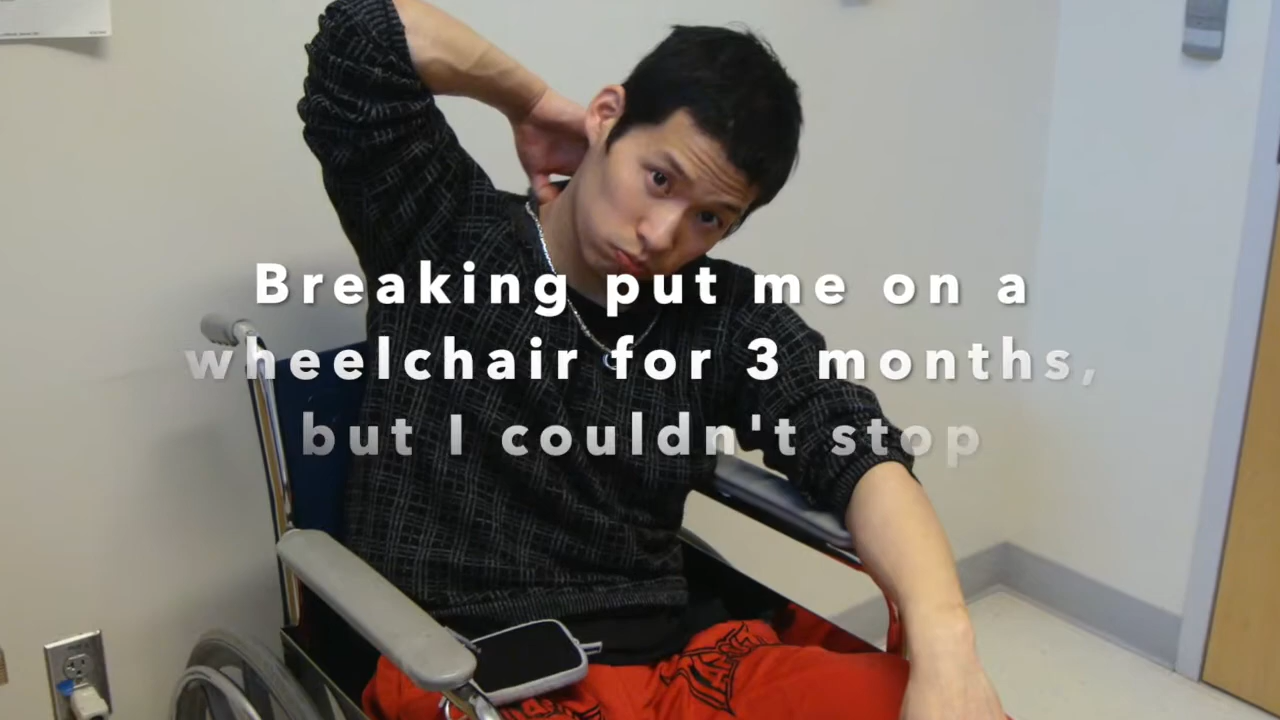 Breaking put me on a
wheelchair for 3 months,
but I couldn't stop